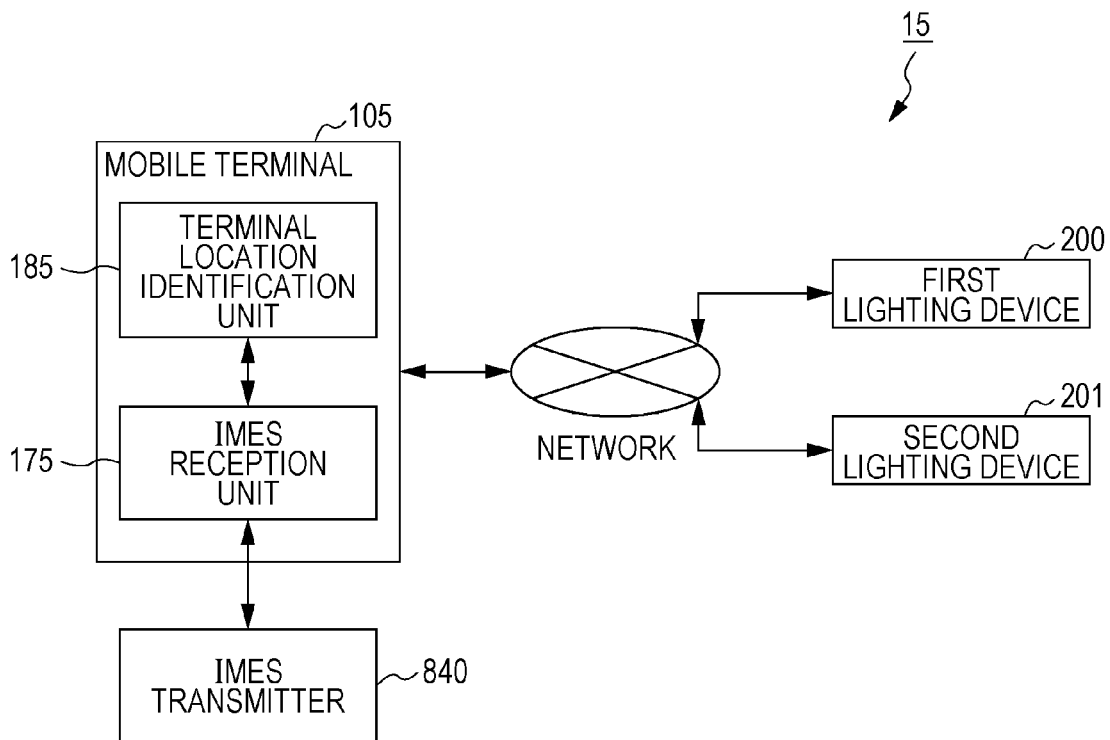 15
105
MOBILE TERMINAL
TERMINAL
LOCATION
IDENTIFICATION
UNIT
185
IMES
RECEPTION
UNIT
175
IMES
TRANSMITTER
840
NETWORK
200
FIRST
LIGHTING DEVICE
201
SECOND
LIGHTING DEVICE